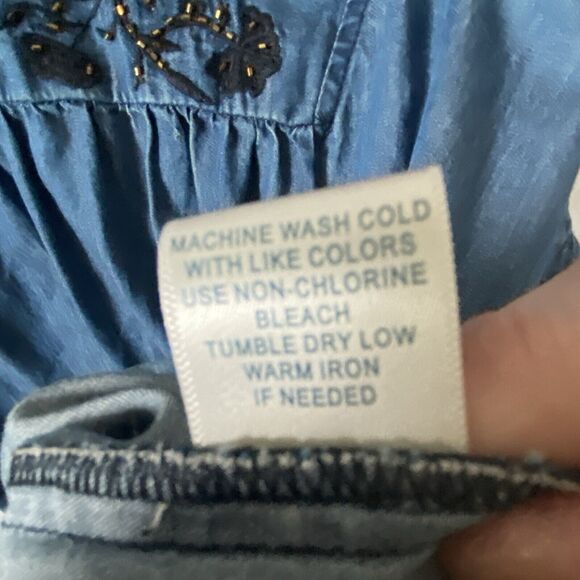 MACHINE WASH COLD
WITH LIKE COLORS
USE NON-CHLORINE
BLEACH
TUMBLE DRY LOW
WARM IRON
IF NEEDED